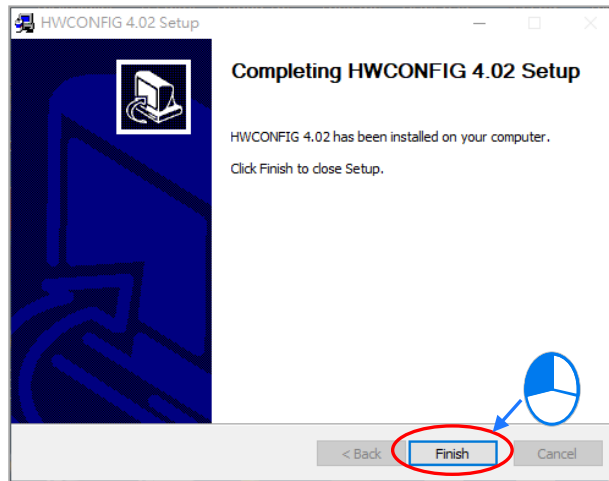 HWCONFIG 4.02 Setup
Completing HWCONFIG 4.02 Setup
HWCONFIG 4.02 has been installed on your computer.
Click Finish to close Setup.
< Back
Finish
Cancel